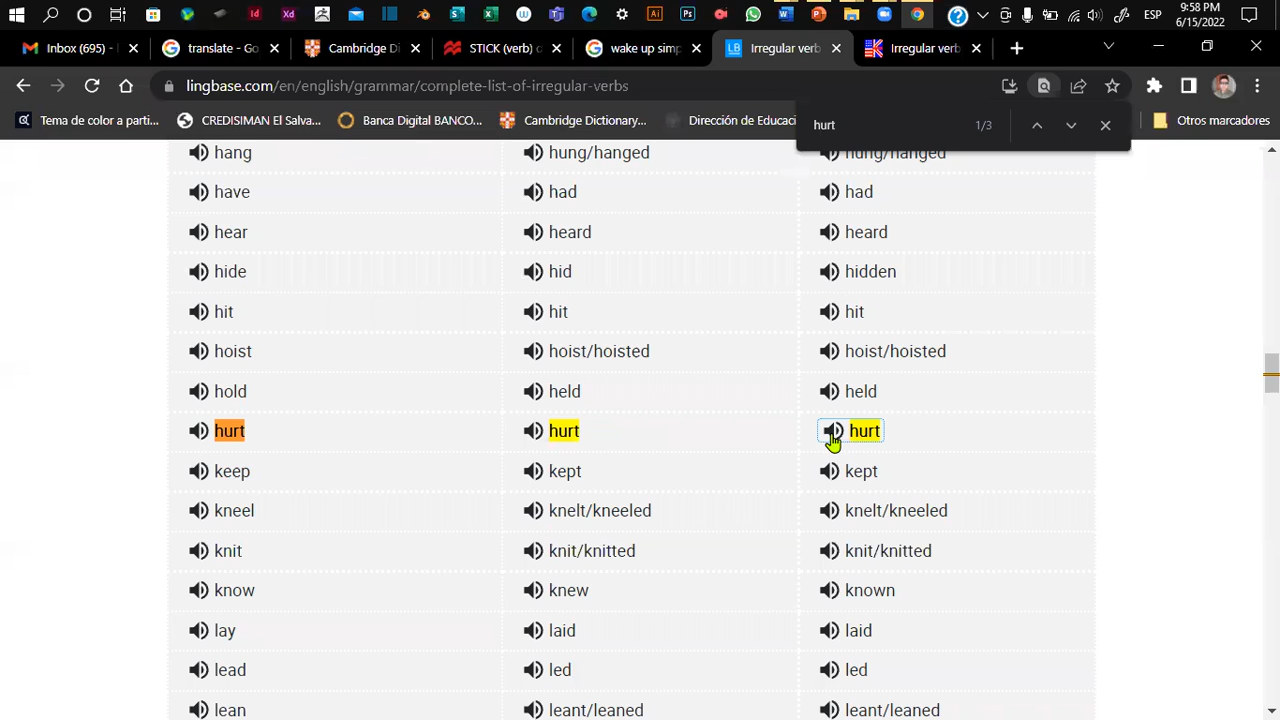 9:58 PM
ESP
6/15/2022
Inbox (695) -
translate - Go
Cambridge Di
STICK (verb) c
wake up simp
Irregular verb
Irregular verb
lingbase.com/en/english/grammar/complete-list-of-irregular-verbs
Tema de color a parti...
CREDISIMAN El Salva...
Banca Digital BANCO...
Cambridge Dictionary...
Dirección de Educaci
Otros marcadores
hurt 1/3
hang hung/hanged hung/hanged
have had had
hear heard heard
hide hid hidden
hit hit hit
hoist hoist/hoisted hoist/hoisted
hold held held
hurt hurt hurt
keep kept kept
kneel knelt/kneeled knelt/kneeled
knit knit/knitted knit/knitted
know knew known
lay laid laid
lead led led
lean leant/leaned leant/leaned